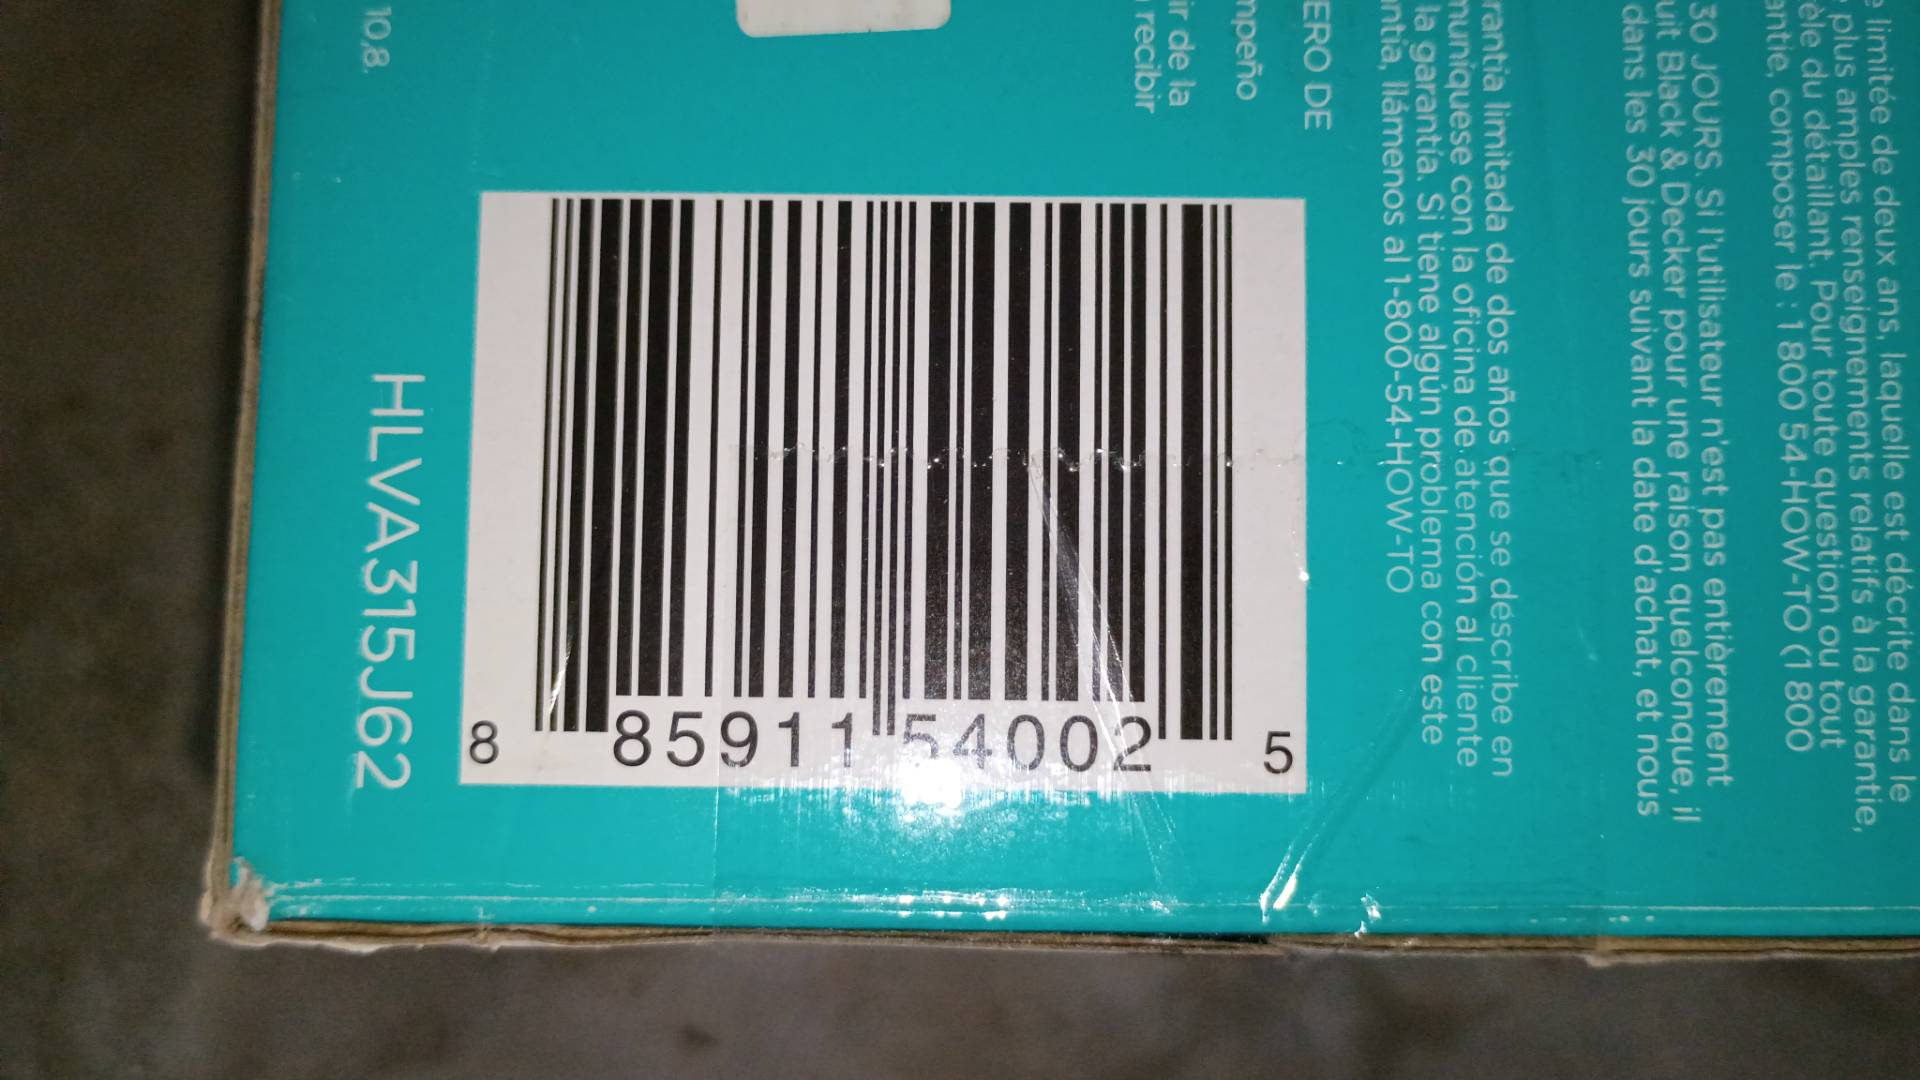 8 85911 54002 5
HLVA315J62
10,8.
ir de la
recibir
mpeño
ERO DE
rantía limitada de dos años que se déscribe en
muníquese con la oficina de atención al cliente
la garantía. Si tiene algún problema con este
ntía, llámenos al 1-800-54-HOW-TO
30 JOURS. Si l'utilisateur n'est pas entièrement
uit Black & Decker pour une raison quelconque, il
dans les 30 jours suivant la date d'achat, et nous
e limitée de deux ans, laquelle est décrite dans le
plus amples renseignements relatifs à la garantie,
èle du détaillant. Pour toute question ou tout
antie, composer le : 1 800 54-HOW-TO (1 800